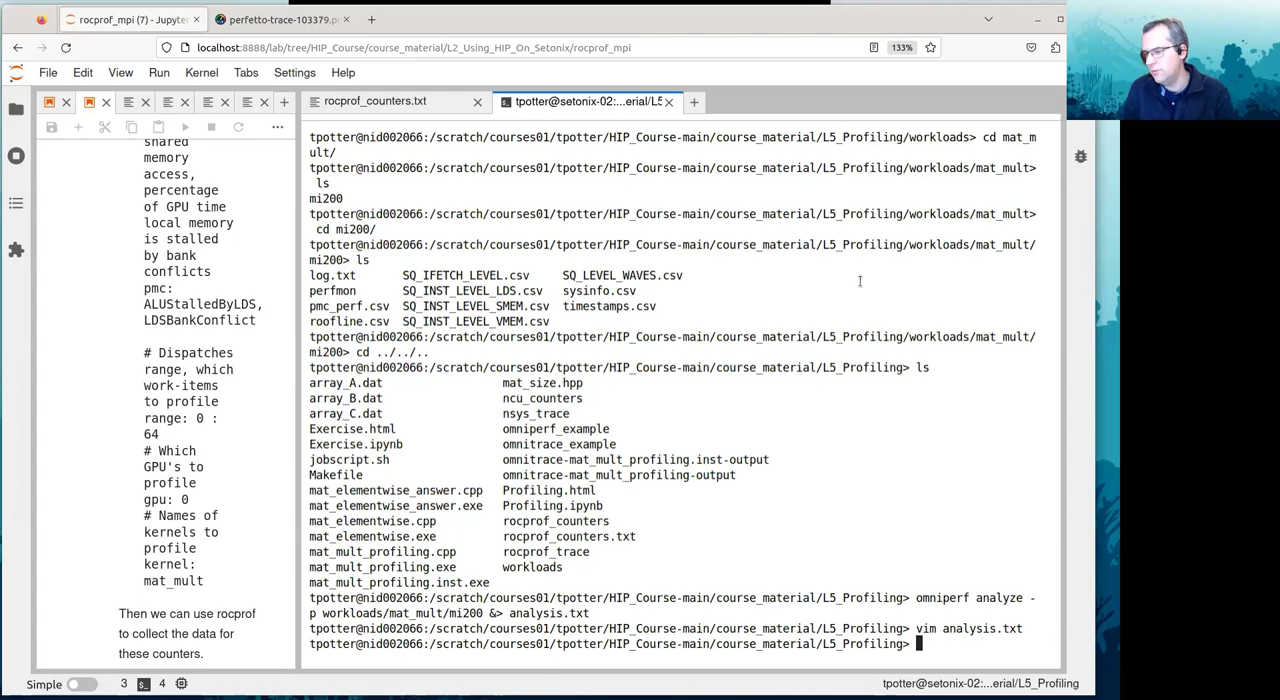 rocprof_mpi (7) - Jupyter
perfetto-trace-103379.p
localhost:8888/lab/tree/HIP_Course/course_material/L2_Using_HIP_On_Setonix/rocprof_mpi
133%
File Edit View Run Kernel Tabs Settings Help
rocprof_counters.txt
tpotter@setonix-02:...erial/L5
shared
memory
access,
percentage
of GPU time
local memory
is stalled
by bank
conflicts
pmc:
ALUStalledByLDS,
LDSBankConflict
# Dispatches
range, which
work-items
to profile
range: 0 :
64
# Which
GPU's to
profile
gpu: 0
# Names of
kernels to
profile
kernel:
mat_mult
Then we can use rocprof
to collect the data for
these counters.
tpotter@nid002066:/scratch/courses01/tpotter/HIP_Course-main/course_material/L5_Profiling/workloads> cd mat_m
ult/
tpotter@nid002066:/scratch/courses01/tpotter/HIP_Course-main/course_material/L5_Profiling/workloads/mat_mult>
ls
mi200
tpotter@nid002066:/scratch/courses01/tpotter/HIP_Course-main/course_material/L5_Profiling/workloads/mat_mult>
cd mi200/
tpotter@nid002066:/scratch/courses01/tpotter/HIP_Course-main/course_material/L5_Profiling/workloads/mat_mult/
mi200> ls
log.txt SQ_IFETCH_LEVEL.csv SQ_LEVEL_WAVES.csv
perfmon SQ_INST_LEVEL_LDS.csv sysinfo.csv
pmc_perf.csv SQ_INST_LEVEL_SMEM.csv timestamps.csv
roofline.csv SQ_INST_LEVEL_VMEM.csv
tpotter@nid002066:/scratch/courses01/tpotter/HIP_Course-main/course_material/L5_Profiling/workloads/mat_mult/
mi200> cd ../../..
tpotter@nid002066:/scratch/courses01/tpotter/HIP_Course-main/course_material/L5_Profiling> ls
array_A.dat mat_size.hpp
array_B.dat ncu_counters
array_C.dat nsys_trace
Exercise.html omniperf_example
Exercise.ipynb omnitrace_example
jobscript.sh omnitrace-mat_mult_profiling.inst-output
Makefile omnitrace-mat_mult_profiling-output
mat_elementwise_answer.cpp Profiling.html
mat_elementwise_answer.exe Profiling.ipynb
mat_elementwise.cpp rocprof_counters
mat_elementwise.exe rocprof_counters.txt
mat_mult_profiling.cpp rocprof_trace
mat_mult_profiling.exe workloads
mat_mult_profiling.inst.exe
tpotter@nid002066:/scratch/courses01/tpotter/HIP_Course-main/course_material/L5_Profiling> omniperf analyze -
p workloads/mat_mult/mi200 &> analysis.txt
tpotter@nid002066:/scratch/courses01/tpotter/HIP_Course-main/course_material/L5_Profiling> vim analysis.txt
tpotter@nid002066:/scratch/courses01/tpotter/HIP_Course-main/course_material/L5_Profiling>
Simple 3 4
tpotter@setonix-02:...erial/L5_Profiling